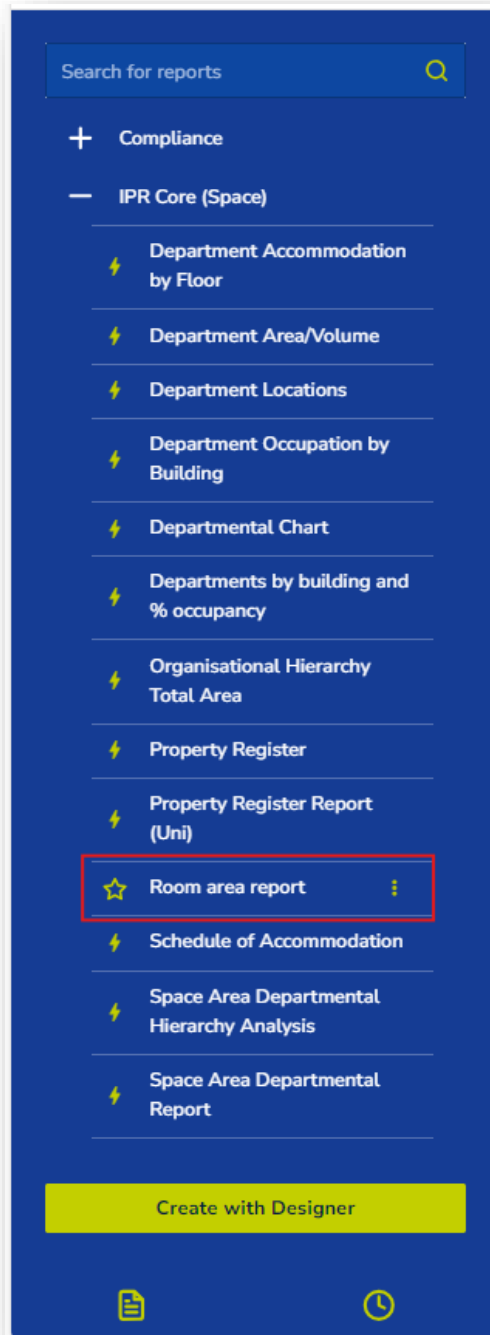 Search for reports
Compliance
IPR Core (Space)
Department Accommodation
by Floor
Department Area/Volume
Department Locations
Department Occupation by
Building
Departmental Chart
Departments by building and
% occupancy
Organisational Hierarchy
Total Area
Property Register
Property Register Report
(Uni)
Room area report
Schedule of Accommodation
Space Area Departmental
Hierarchy Analysis
Space Area Departmental
Report
Create with Designer